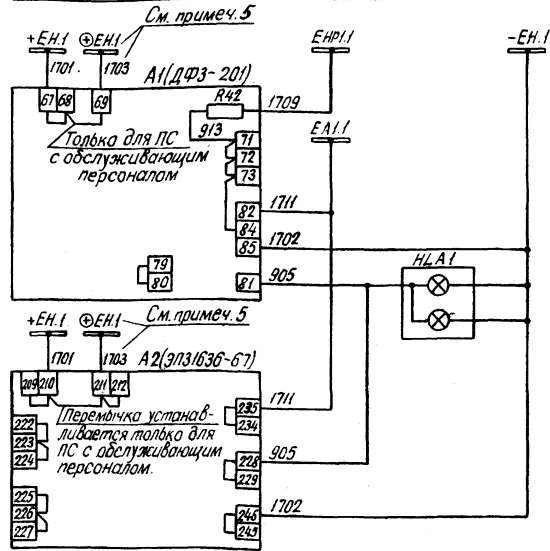 См. примеч. 5
+ЕН.1
⊕ЕН.1
ЕНР1.1
-ЕН.1
1701
1703
А1(ДФЗ-201)
67 68 69
R42
1709
913
ЕА1.1
Только для ПС
с обслуживающим
персоналом
71
72
73
82
1711
84
85
1702
79
80
81
905
HLA1
+ЕН.1
⊕ЕН.1
См. примеч. 5
1701
1703
А2(ЭПЗ1636-67)
209 210 211 212
Перемычка устанав-
ливается только для
ПС с обслуживающим
персоналом.
222
223
224
225
226
227
235
1711
234
228
905
229
246
1702
245